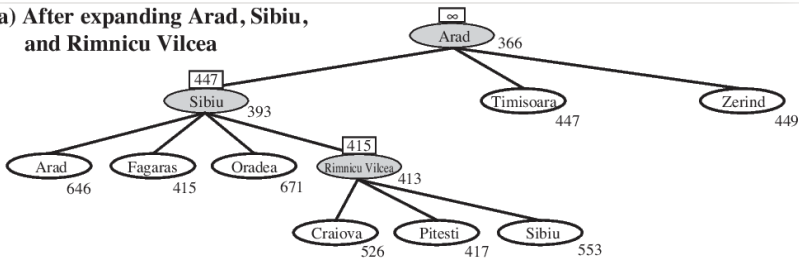 a) After expanding Arad, Sibiu,
and Rimnicu Vilcea
∞
Arad
366
447
Sibiu
393
Timisoara
447
Zerind
449
Arad
646
Fagaras
415
Oradea
671
415
Rimnicu Vilcea
413
Craiova
526
Pitesti
417
Sibiu
553